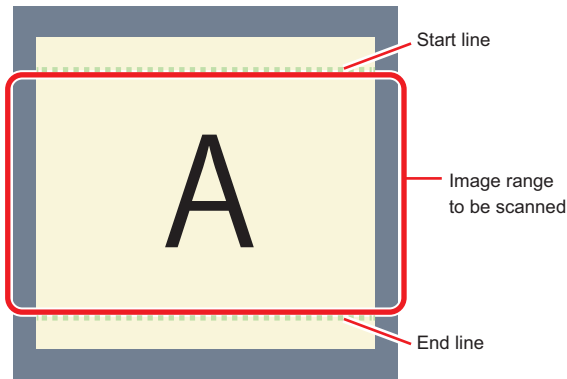 Start line
A
Image range
to be scanned
End line